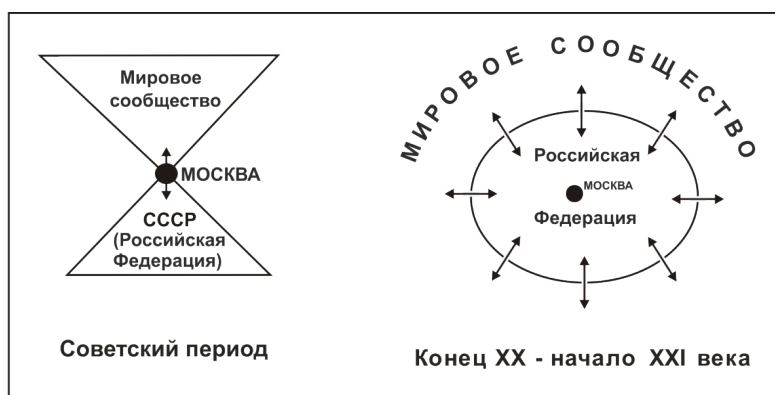 Мировое
сообщество
МОСКВА
СССР
(Российская
Федерация)
Советский период
МИРОВОЕ СООБЩЕСТВО
Российская
МОСКВА
Федерация
Конец XX - начало XXI века